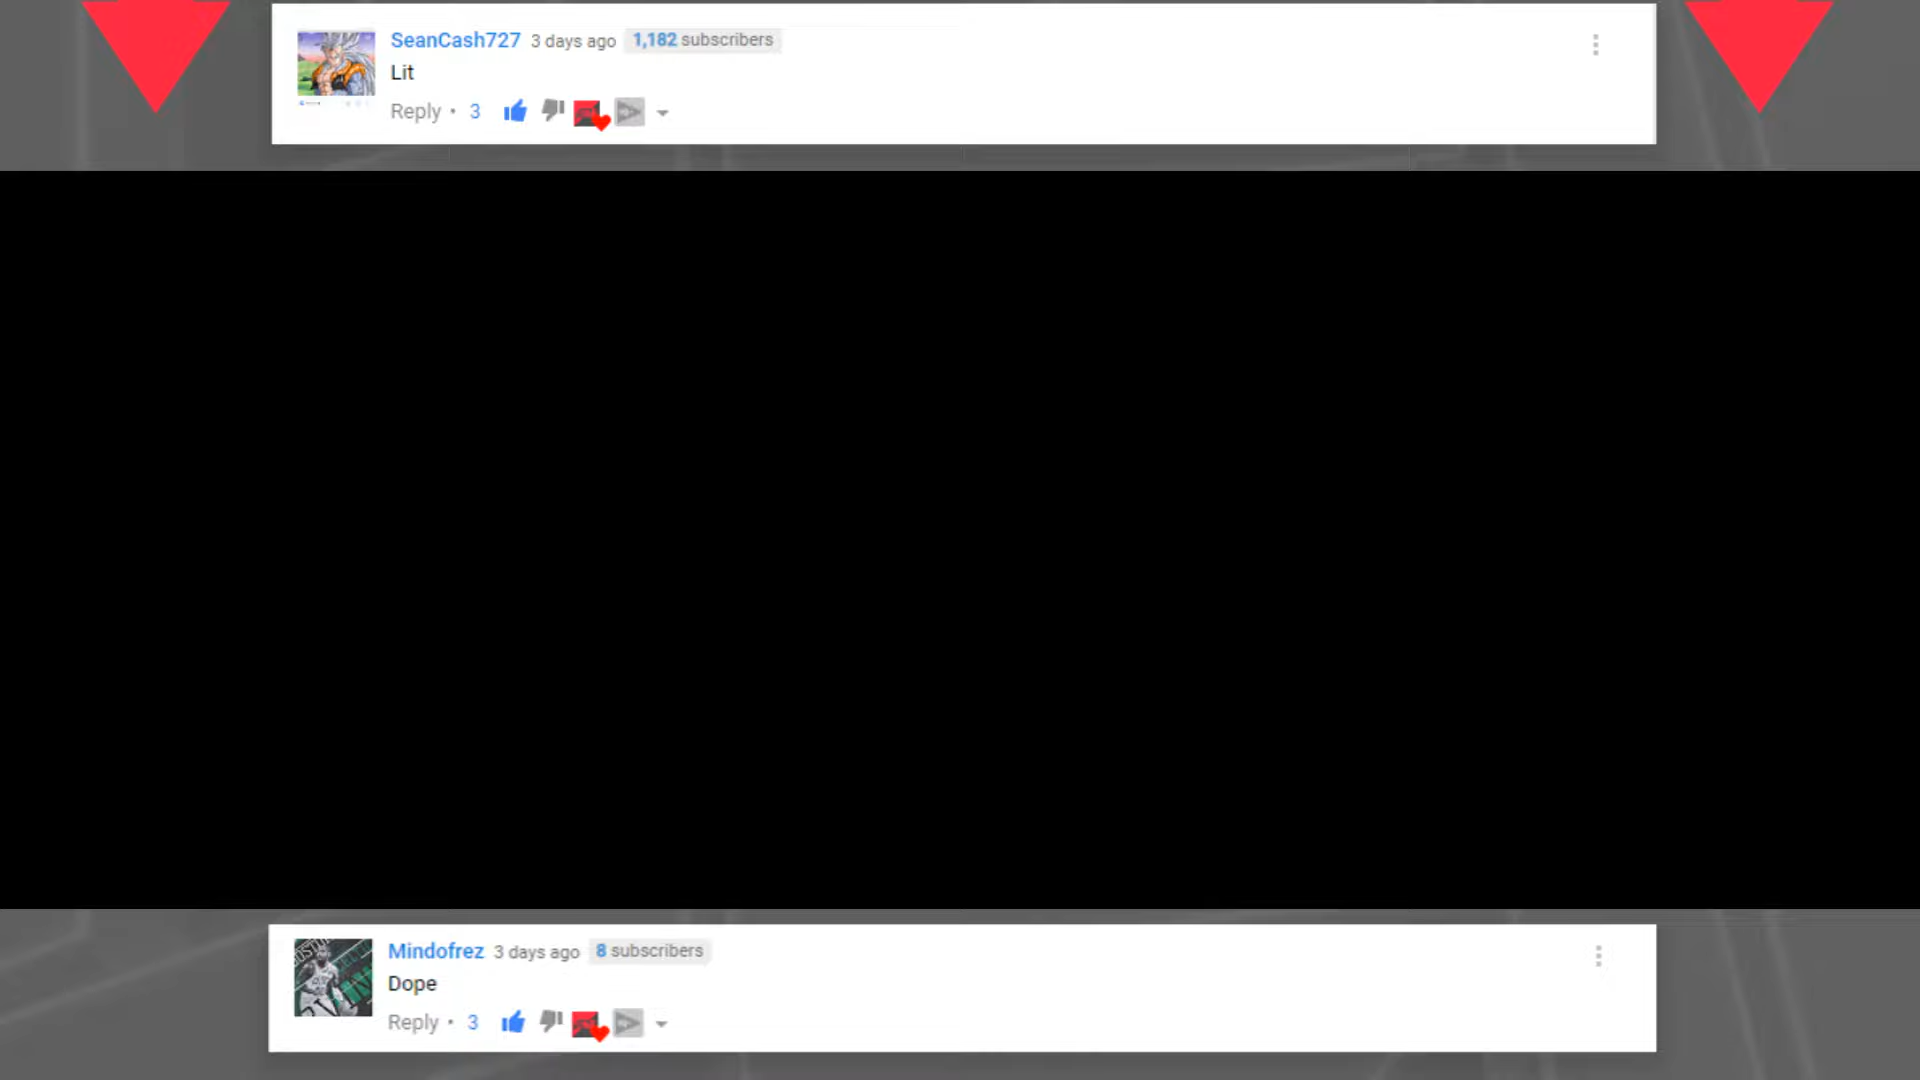 SeanCash727 3 days ago 1,182 subscribers
Lit
Reply • 3
Mindofrez 3 days ago 8 subscribers
Dope
Reply • 3